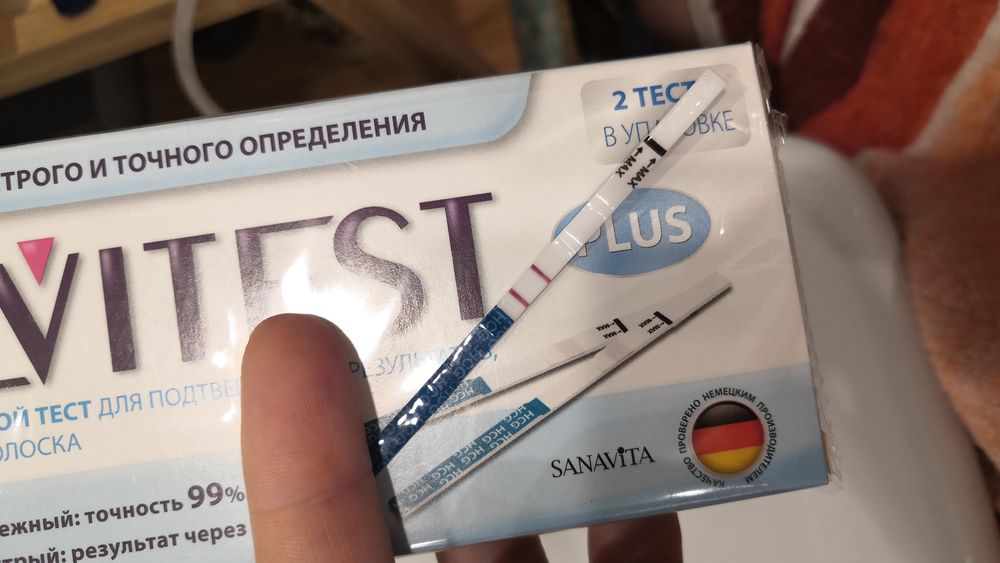 ТРОГО И ТОЧНОГО ОПРЕДЕЛЕНИЯ
2 ТЕСТ
В УПАКОВКЕ
MAX
MAX
VITEST
PLUS
ОЙ ТЕСТ ДЛЯ ПОДТВЕ РЕЗУЛЬТАТ
ОЛОСКА
MAX
MAX
HCG HCG HCG
SANAVITA
КАЧЕСТВО ПРОВЕРЕНО НЕМЕЦКИМ ПРОИЗВОДИТЕЛЕМ
ежный: точность 99%
трый: результат через